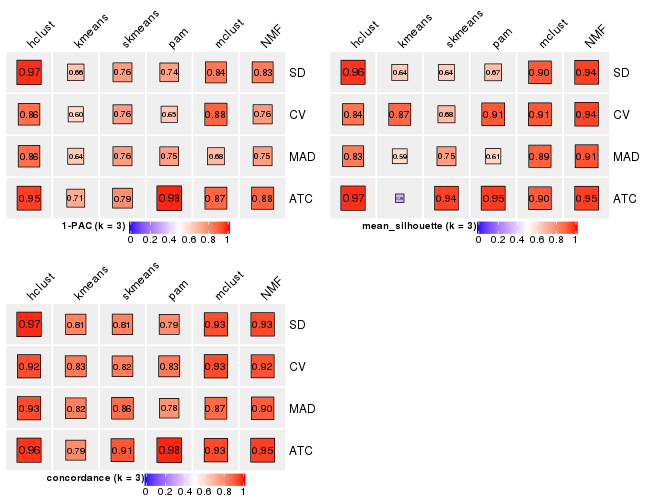 hclust kmeans skmeans pam mclust NMF
0.97 0.66 0.76 0.74 0.84 0.83 SD
0.86 0.60 0.76 0.65 0.88 0.76 CV
0.86 0.64 0.76 0.75 0.68 0.75 MAD
0.95 0.71 0.79 0.98 0.87 0.88 ATC
1-PAC (k = 3)
0 0.2 0.4 0.6 0.8 1
hclust kmeans skmeans pam mclust NMF
0.96 0.64 0.64 0.67 0.90 0.94 SD
0.84 0.87 0.68 0.91 0.91 0.94 CV
0.83 0.59 0.75 0.61 0.89 0.91 MAD
0.97 0.94 0.95 0.90 0.95 ATC
mean_silhouette (k = 3)
0 0.2 0.4 0.6 0.8 1
hclust kmeans skmeans pam mclust NMF
0.97 0.81 0.81 0.79 0.93 0.93 SD
0.92 0.83 0.82 0.83 0.93 0.92 CV
0.93 0.82 0.86 0.78 0.87 0.90 MAD
0.96 0.79 0.91 0.98 0.93 0.95 ATC
concordance (k = 3)
0 0.2 0.4 0.6 0.8 1